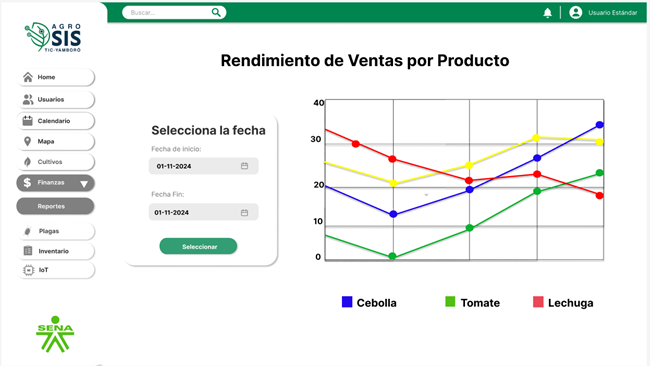 AGRO
SIS
TIC-YAMBORÓ
Buscar...
Usuario Estándar
Home
Usuarios
Calendario
Mapa
Cultivos
$ Finanzas
Reportes
Plagas
Inventario
IoT
SENA
Rendimiento de Ventas por Producto
Selecciona la fecha
Fecha de inicio:
01-11-2024
Fecha Fin:
01-11-2024
Seleccionar
40
30
20
10
0
Cebolla
Tomate
Lechuga